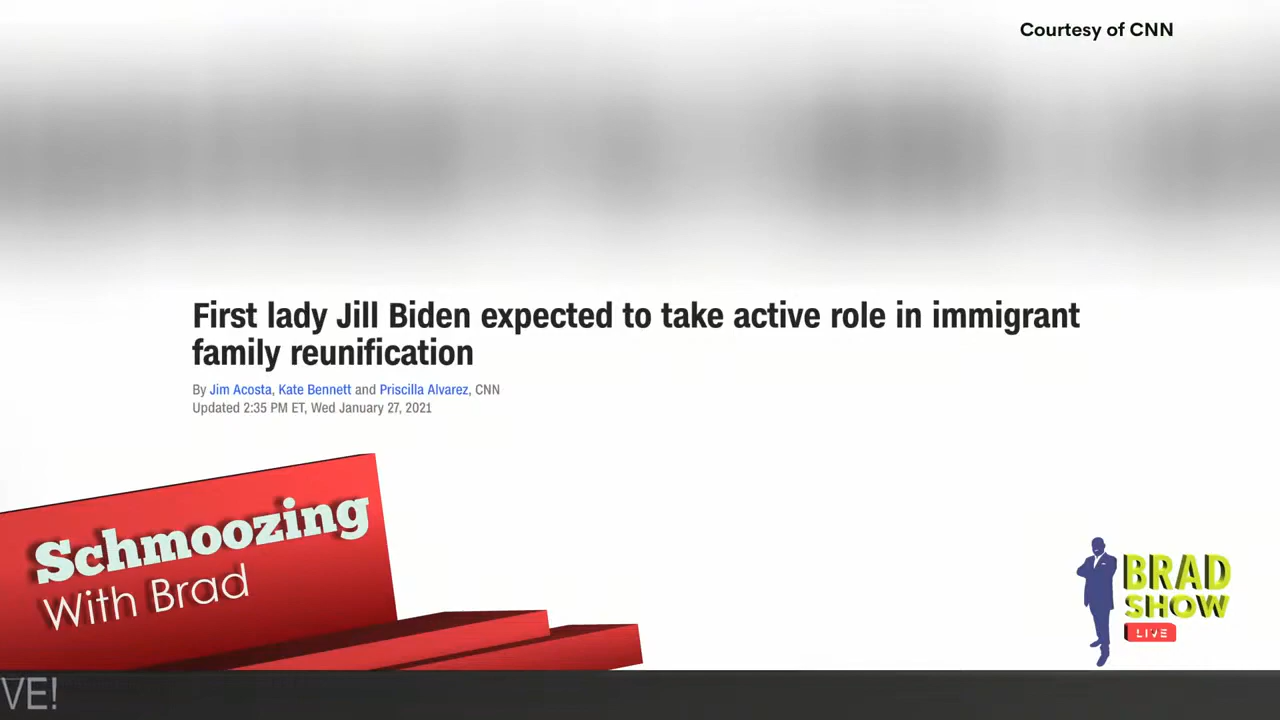 Courtesy of CNN
First lady Jill Biden expected to take active role in immigrant
family reunification
By Jim Acosta, Kate Bennett and Priscilla Alvarez, CNN
Updated 2:35 PM ET, Wed January 27, 2021
Schmoozing
With Brad
BRAD
SHOW
LIVE
VE!